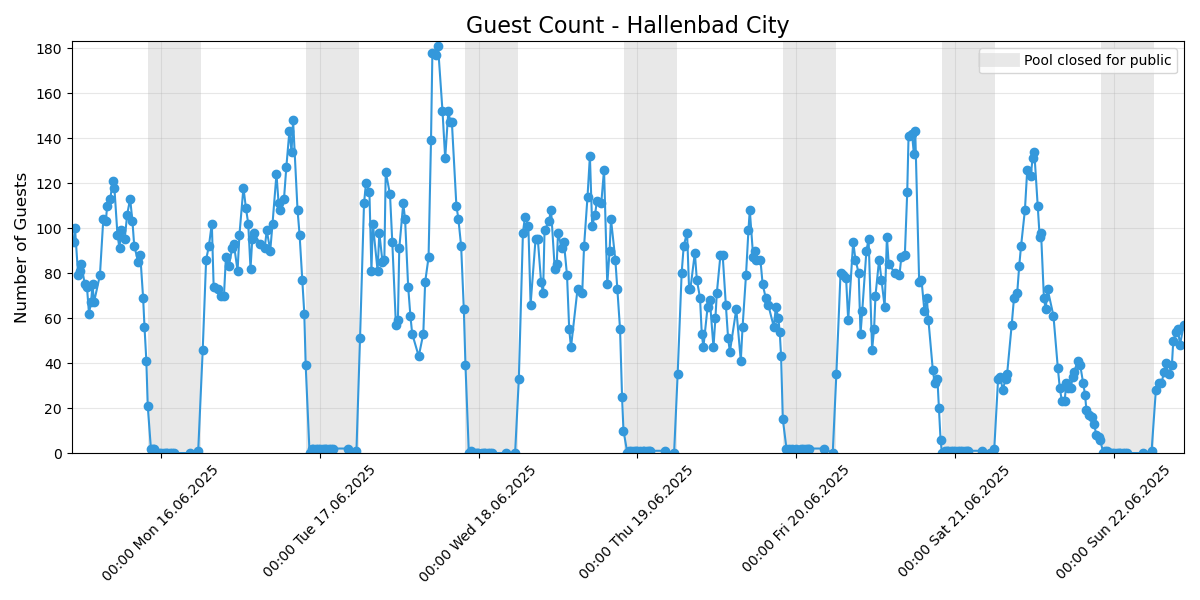 Guest Count - Hallenbad City
Pool closed for public
Number of Guests
180
160
140
120
100
80
60
40
20
0
00:00 Mon 16.06.2025
00:00 Tue 17.06.2025
00:00 Wed 18.06.2025
00:00 Thu 19.06.2025
00:00 Fri 20.06.2025
00:00 Sat 21.06.2025
00:00 Sun 22.06.2025